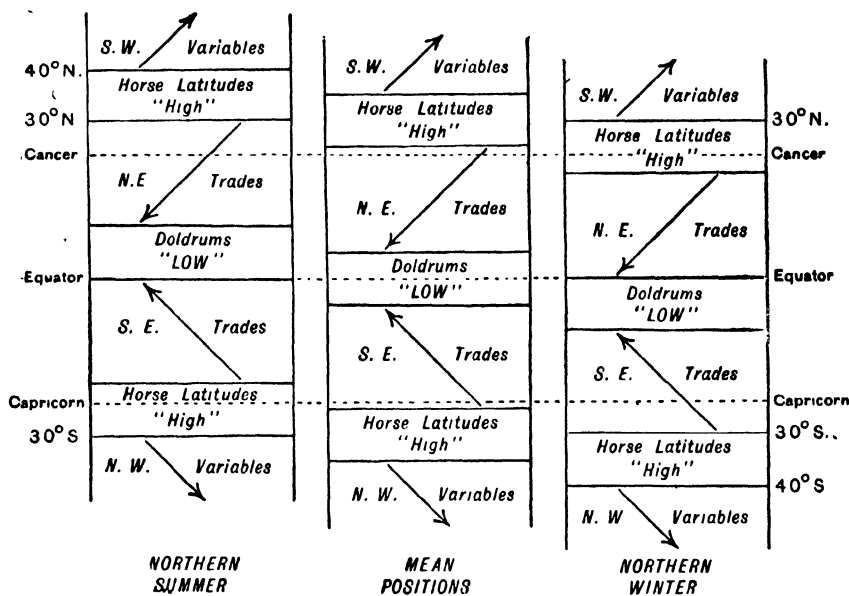 S.W. Variables
40°N.
Horse Latitudes
"High"
30°N
Cancer
N.E Trades
Doldrums
"LOW"
Equator
S. E. Trades
Capricorn
Horse Latitudes
"High"
30°S
N. W. Variables
NORTHERN
SUMMER
S.W. Variables
Horse Latitudes
"High"
N. E. Trades
Doldrums
"LOW"
S. E. Trades
Horse Latitudes
"High"
N. W. Variables
MEAN
POSITIONS
S.W. Variables
30°N.
Horse Latitudes
"High"
Cancer
N. E. Trades
Equator
Doldrums
"LOW"
S. E. Trades
Capricorn
30°S.
Horse Latitudes
"High"
40°S
N. W Variables
NORTHERN
WINTER